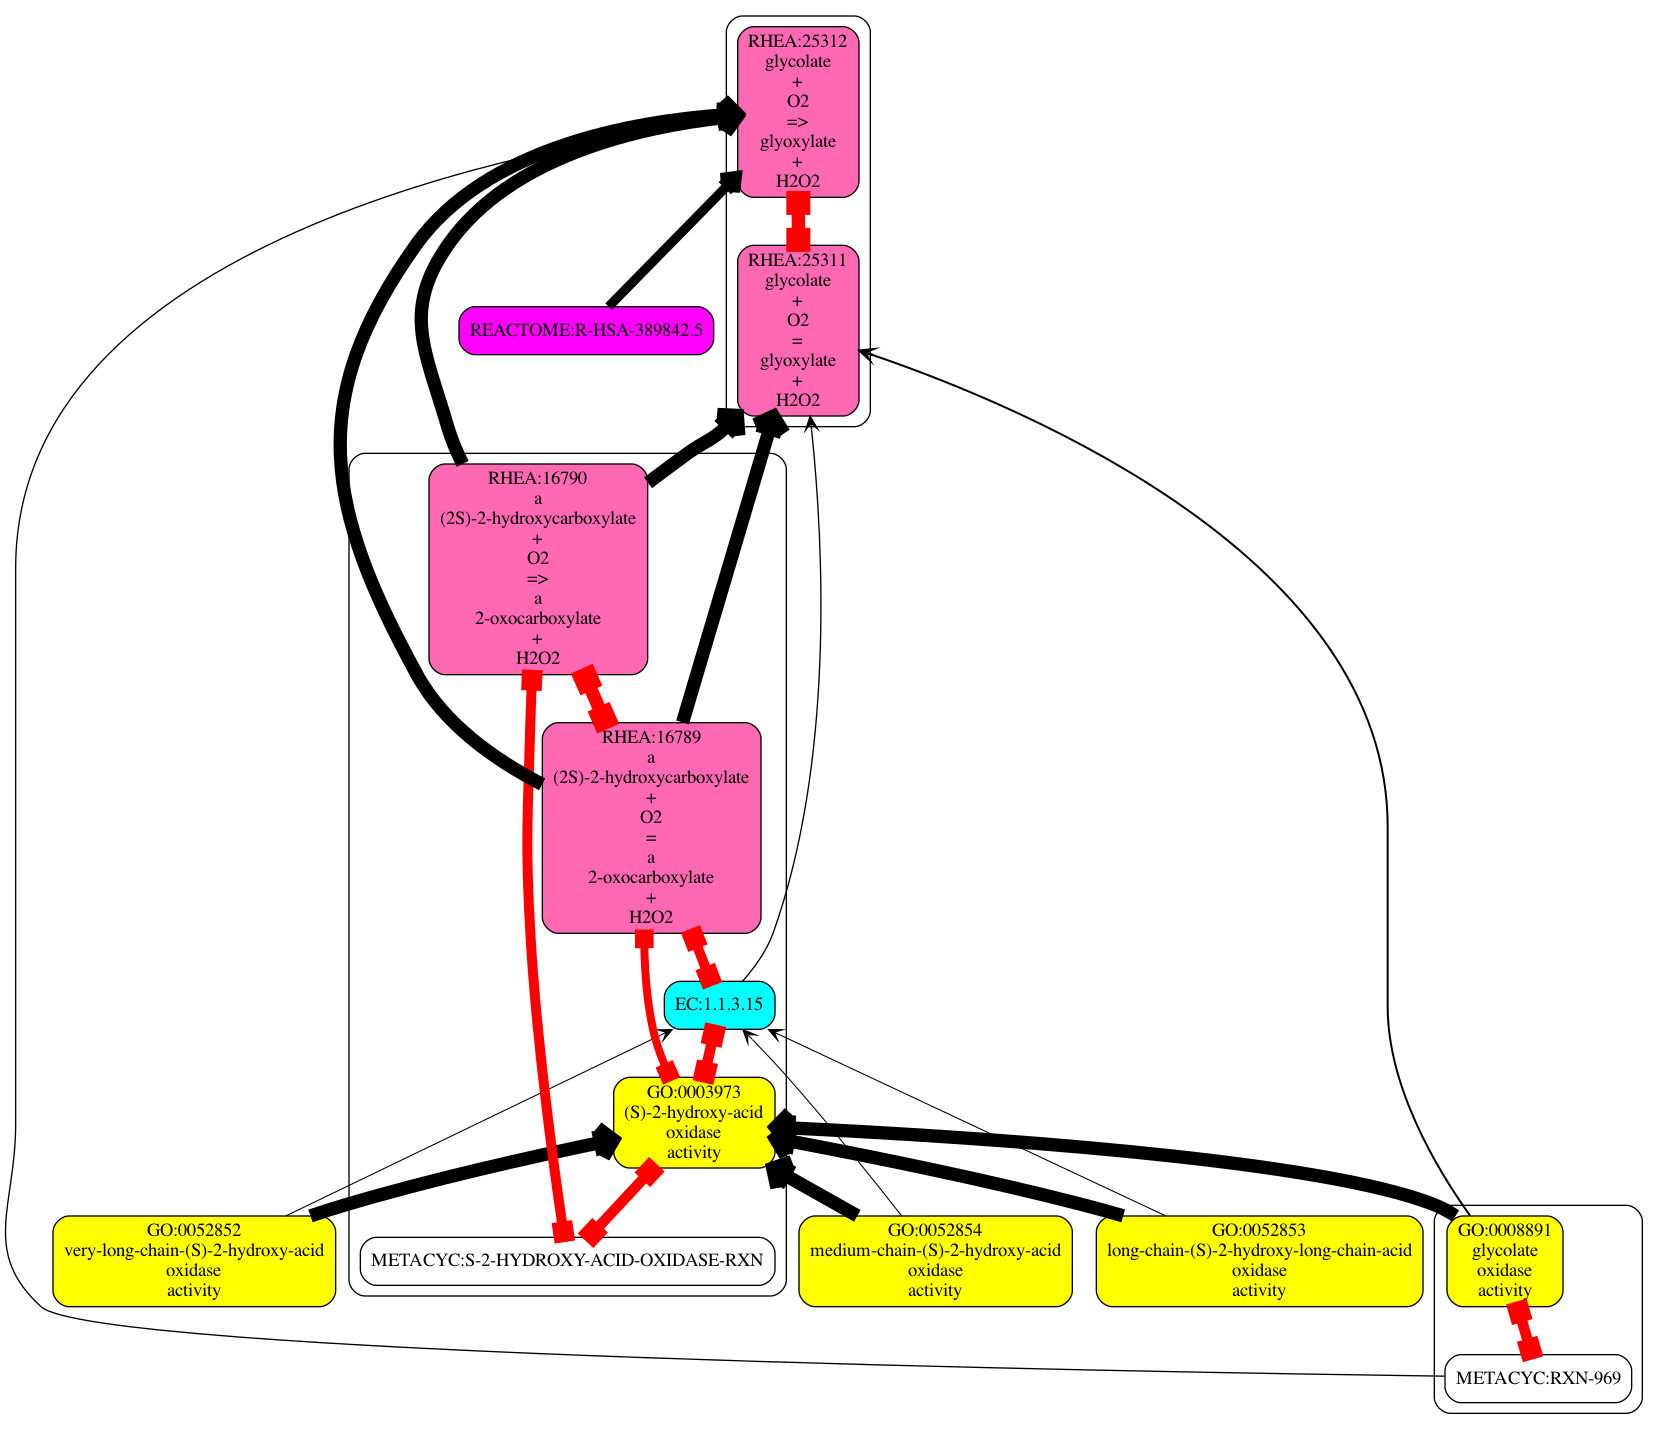 RHEA:25312
glycolate
+
O2
=>
glyoxylate
+
H2O2
RHEA:25311
glycolate
+
O2
=
glyoxylate
+
H2O2
REACTOME:R-HSA-389842.5
RHEA:16790
a
(2S)-2-hydroxycarboxylate
+
O2
=>
a
2-oxocarboxylate
+
H2O2
RHEA:16789
a
(2S)-2-hydroxycarboxylate
+
O2
=
a
2-oxocarboxylate
+
H2O2
EC:1.1.3.15
GO:0003973
(S)-2-hydroxy-acid
oxidase
activity
GO:0052852
very-long-chain-(S)-2-hydroxy-acid
oxidase
activity
METACYC:S-2-HYDROXY-ACID-OXIDASE-RXN
GO:0052854
medium-chain-(S)-2-hydroxy-acid
oxidase
activity
GO:0052853
long-chain-(S)-2-hydroxy-long-chain-acid
oxidase
activity
GO:0008891
glycolate
oxidase
activity
METACYC:RXN-969